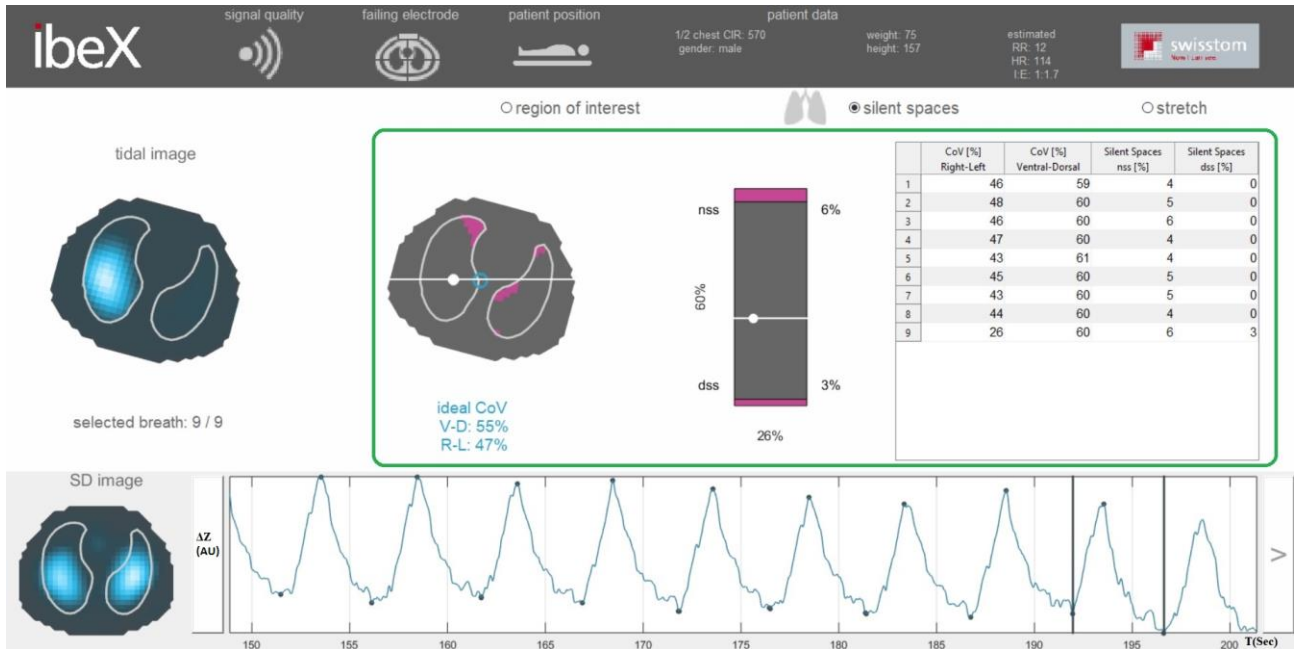 ibeX
signal quality
failing electrode
patient position
patient data
1/2 chest CIR: 570
gender: male
weight: 75
height: 157
estimated
RR: 12
HR: 114
I:E: 1:1.7
swisstom
region of interest
silent spaces
stretch
tidal image
selected breath: 9 / 9
ideal CoV
V-D: 55%
R-L: 47%
nss
6%
60%
dss
3%
26%
CoV [%] CoV [%] Silent Spaces Silent Spaces
Right-Left Ventral-Dorsal nss [%] dss [%]
1 46 59 4 0
2 48 60 5 0
3 46 60 6 0
4 47 60 4 0
5 43 61 4 0
6 45 60 5 0
7 43 60 5 0
8 44 60 4 0
9 26 60 6 3
SD image
ΔZ
(AU)
>
150 155 160 165 170 175 180 185 190 195 200 T(Sec)